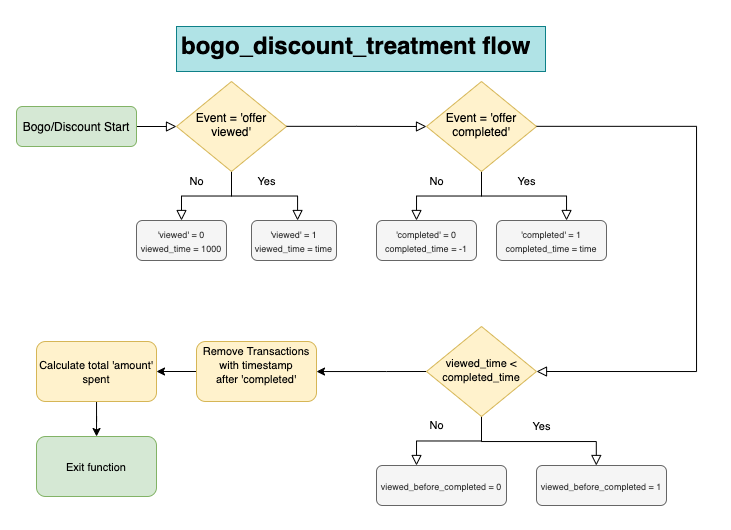 bogo_discount_treatment flow
Bogo/Discount Start
Event = 'offer
viewed'
Event = 'offer
completed'
No
Yes
No
Yes
'viewed' = 0
viewed_time = 1000
'viewed' = 1
viewed_time = time
'completed' = 0
completed_time = -1
'completed' = 1
completed_time = time
viewed_time <
completed_time
Remove Transactions
with timestamp
after 'completed'
Calculate total 'amount'
spent
No
Yes
viewed_before_completed = 0
viewed_before_completed = 1
Exit function